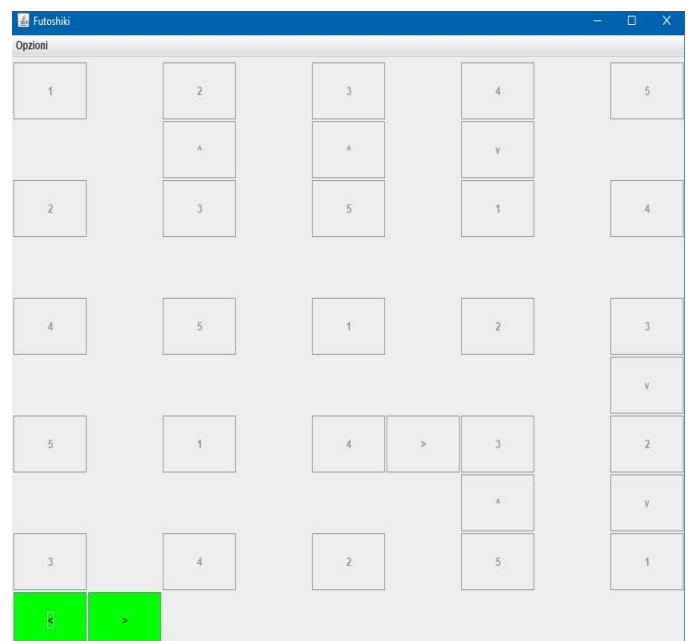 Futoshiki
Opzioni
1 2 3 4 5
^ ^ v
2 3 5 1 4
4 5 1 2 3
v
5 1 4 > 3 2
^ v
3 4 2 5 1
< >